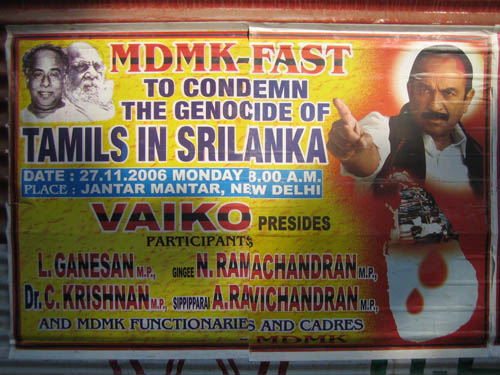 MDMK-FAST
TO CONDEMN
THE GENOCIDE OF
TAMILS IN SRILANKA
DATE : 27.11.2006 MONDAY 8.00 A.M.
PLACE : JANTAR MANTAR, NEW DELHI
VAIKO PRESIDES
PARTICIPANTS
L. GANESAN M.P., GINGEE N. RAMACHANDRAN M.P.,
Dr. C. KRISHNAN M.P., SIPPIPPARAI A. RAVICHANDRAN M.P.,
AND MDMK FUNCTIONARIES AND CADRES
- MDMK